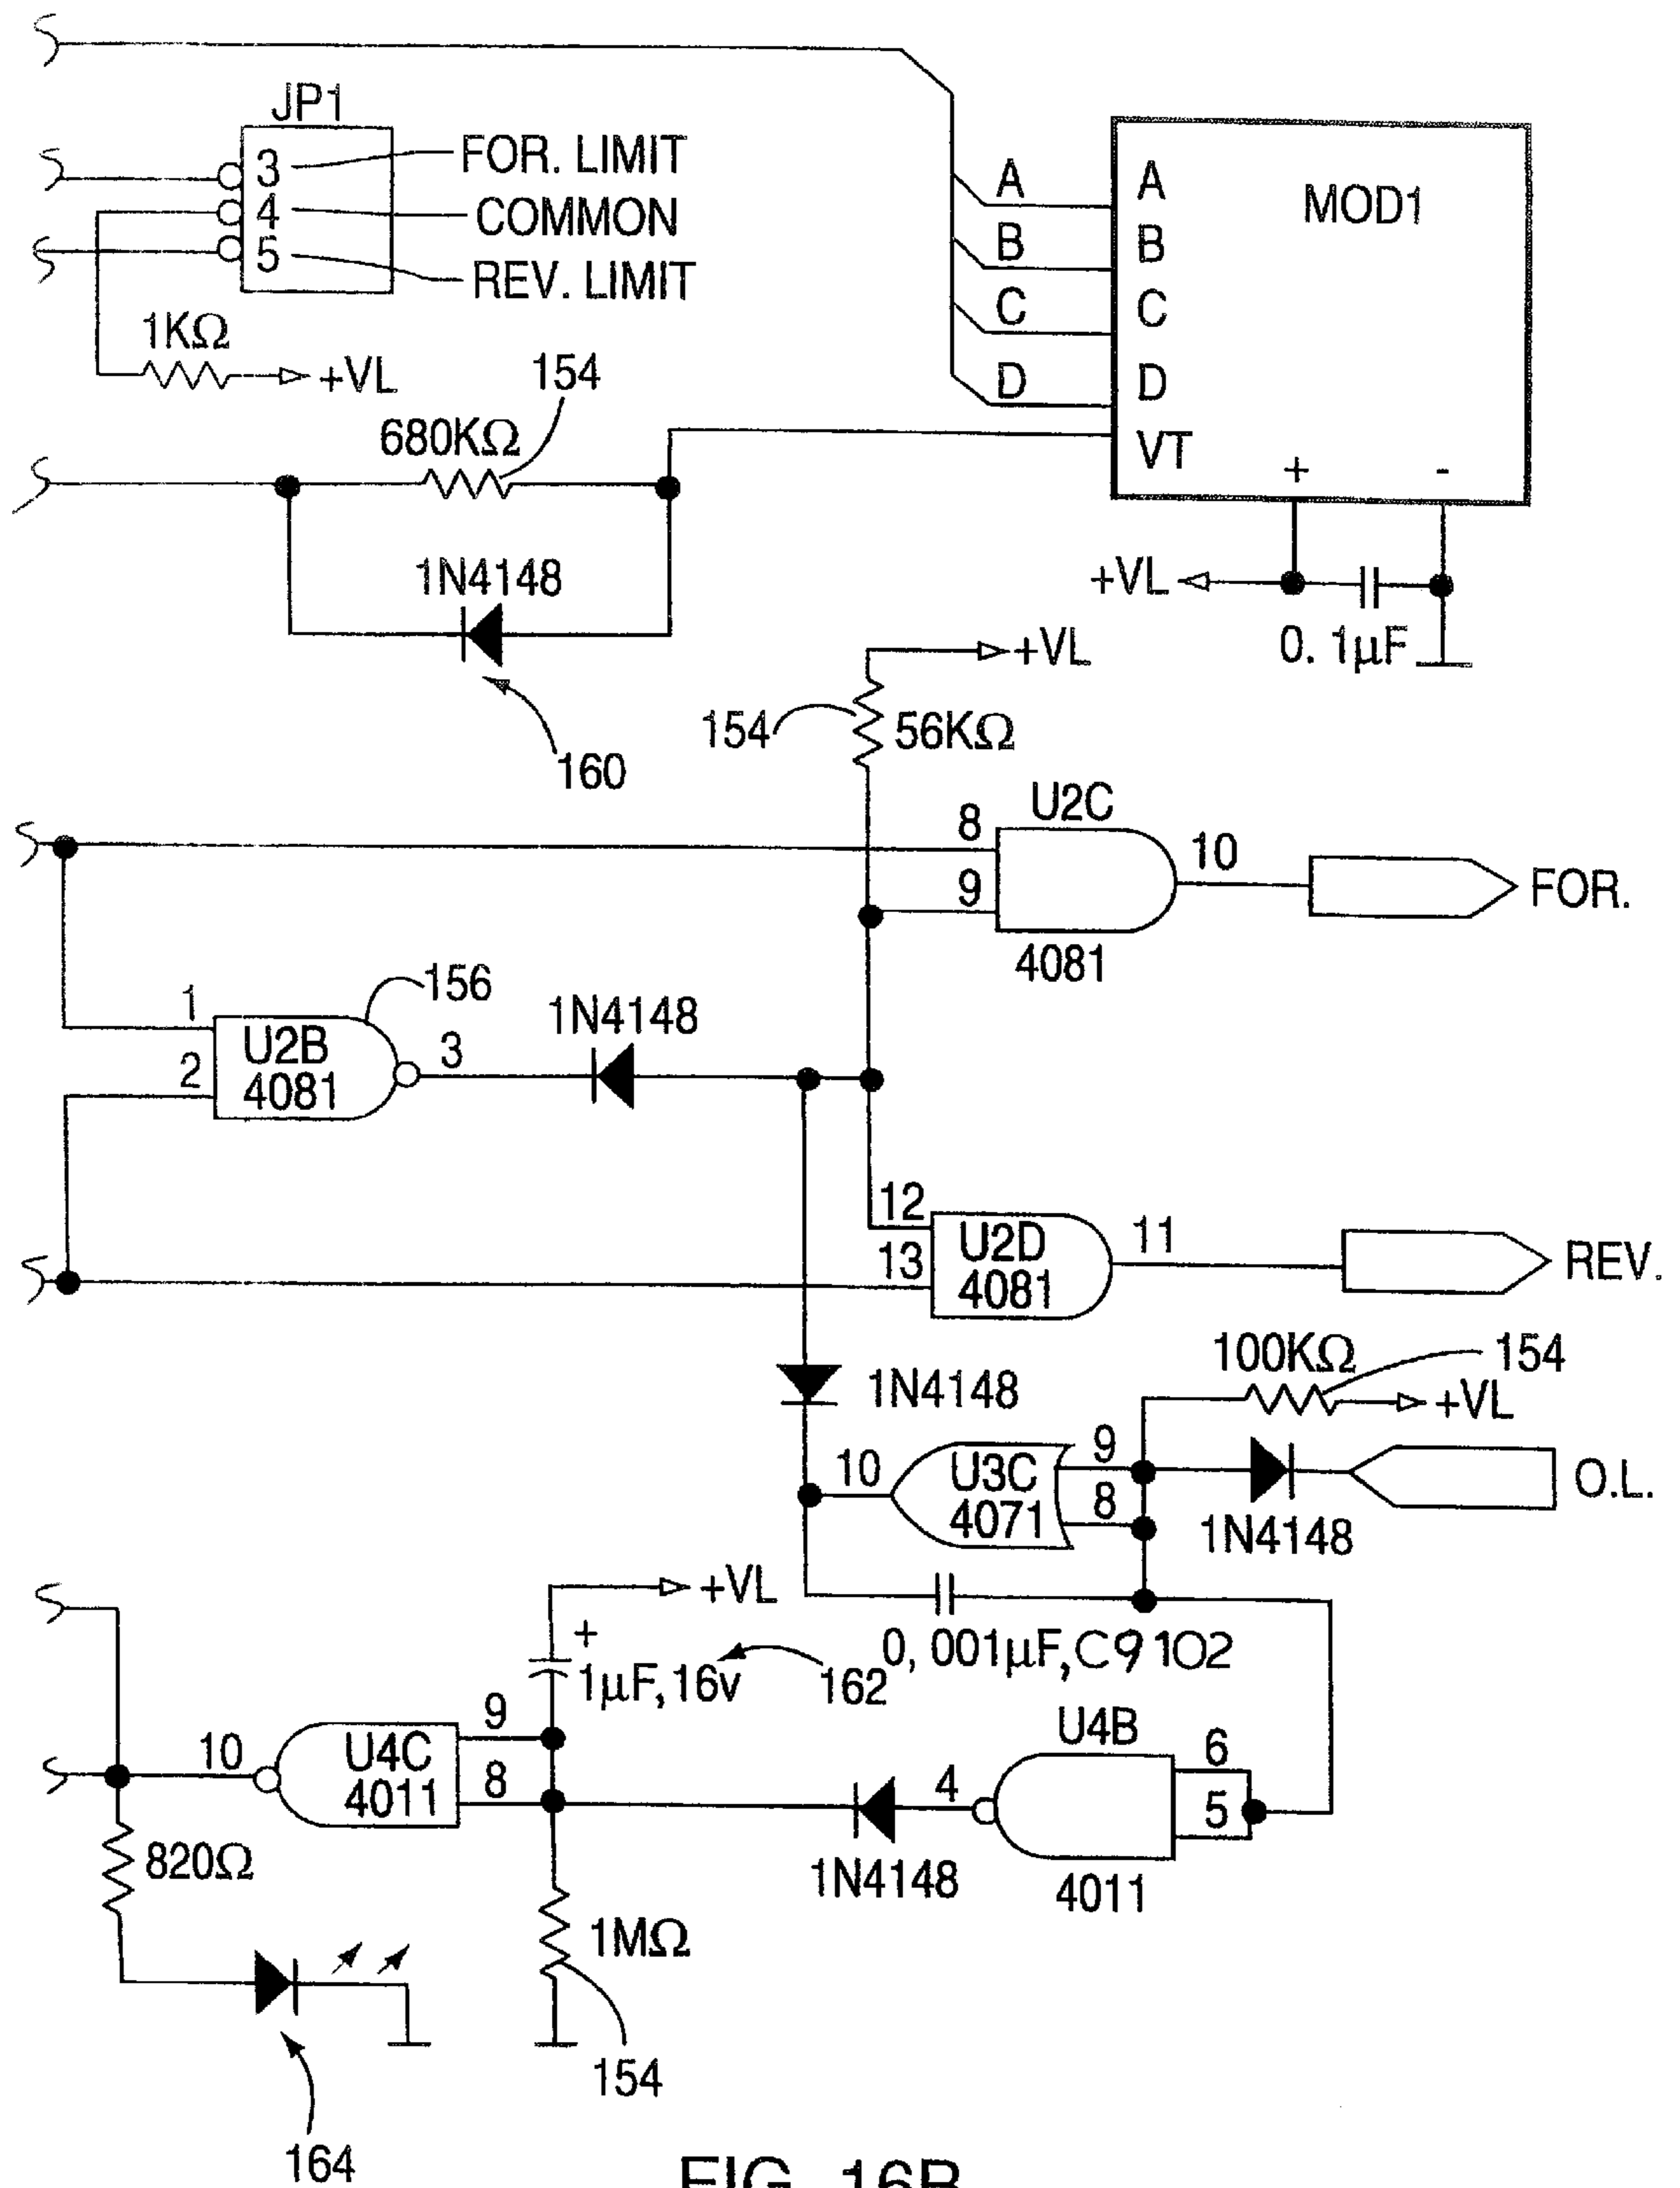 JP1
3 FOR. LIMIT
4 COMMON
5 REV. LIMIT
1KΩ
+VL
A A MOD1
B B
C C
D D
VT
+ -
154
680KΩ
1N4148
160
+VL
0. 1µF
+VL
154 56KΩ
U2C
8
9
10
FOR.
4081
156
1
2
U2B
4081
3
1N4148
12
13
U2D
4081
11
REV.
100KΩ 154
+VL
1N4148
10
U3C
4071
9
8
O.L.
1N4148
+VL
+
1µF, 16v
162
0, 001µF, C9 102
10
U4C
4011
9
8
U4B
4
6
5
1N4148
4011
820Ω
1MΩ
154
164
FIG. 16B